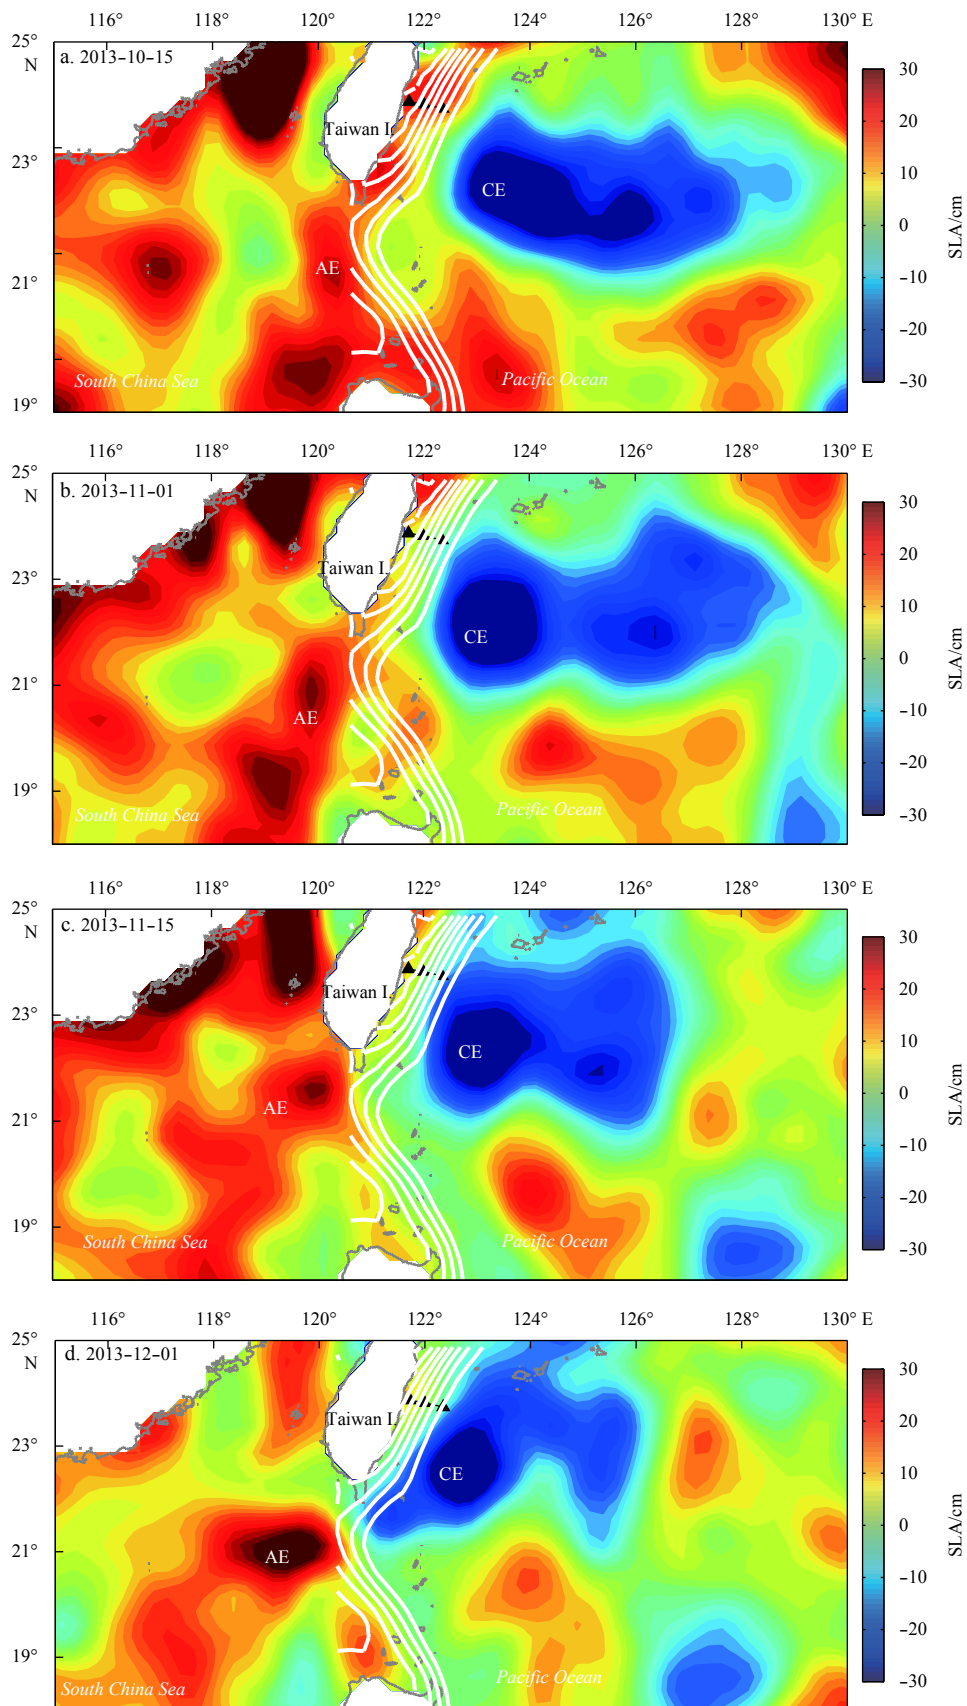 116° 118° 120° 122° 124° 126° 128° 130° E
25°
N
23°
21°
19°
a. 2013-10-15
Taiwan I.
CE
AE
South China Sea
Pacific Ocean
30
20
10
0
-10
-20
-30
SLA/cm
116° 118° 120° 122° 124° 126° 128° 130° E
25°
N
23°
21°
19°
b. 2013-11-01
Taiwan I.
CE
AE
South China Sea
Pacific Ocean
30
20
10
0
-10
-20
-30
SLA/cm
116° 118° 120° 122° 124° 126° 128° 130° E
25°
N
23°
21°
19°
c. 2013-11-15
Taiwan I.
CE
AE
South China Sea
Pacific Ocean
30
20
10
0
-10
-20
-30
SLA/cm
116° 118° 120° 122° 124° 126° 128° 130° E
25°
N
23°
21°
19°
d. 2013-12-01
Taiwan I.
CE
AE
South China Sea
Pacific Ocean
30
20
10
0
-10
-20
-30
SLA/cm